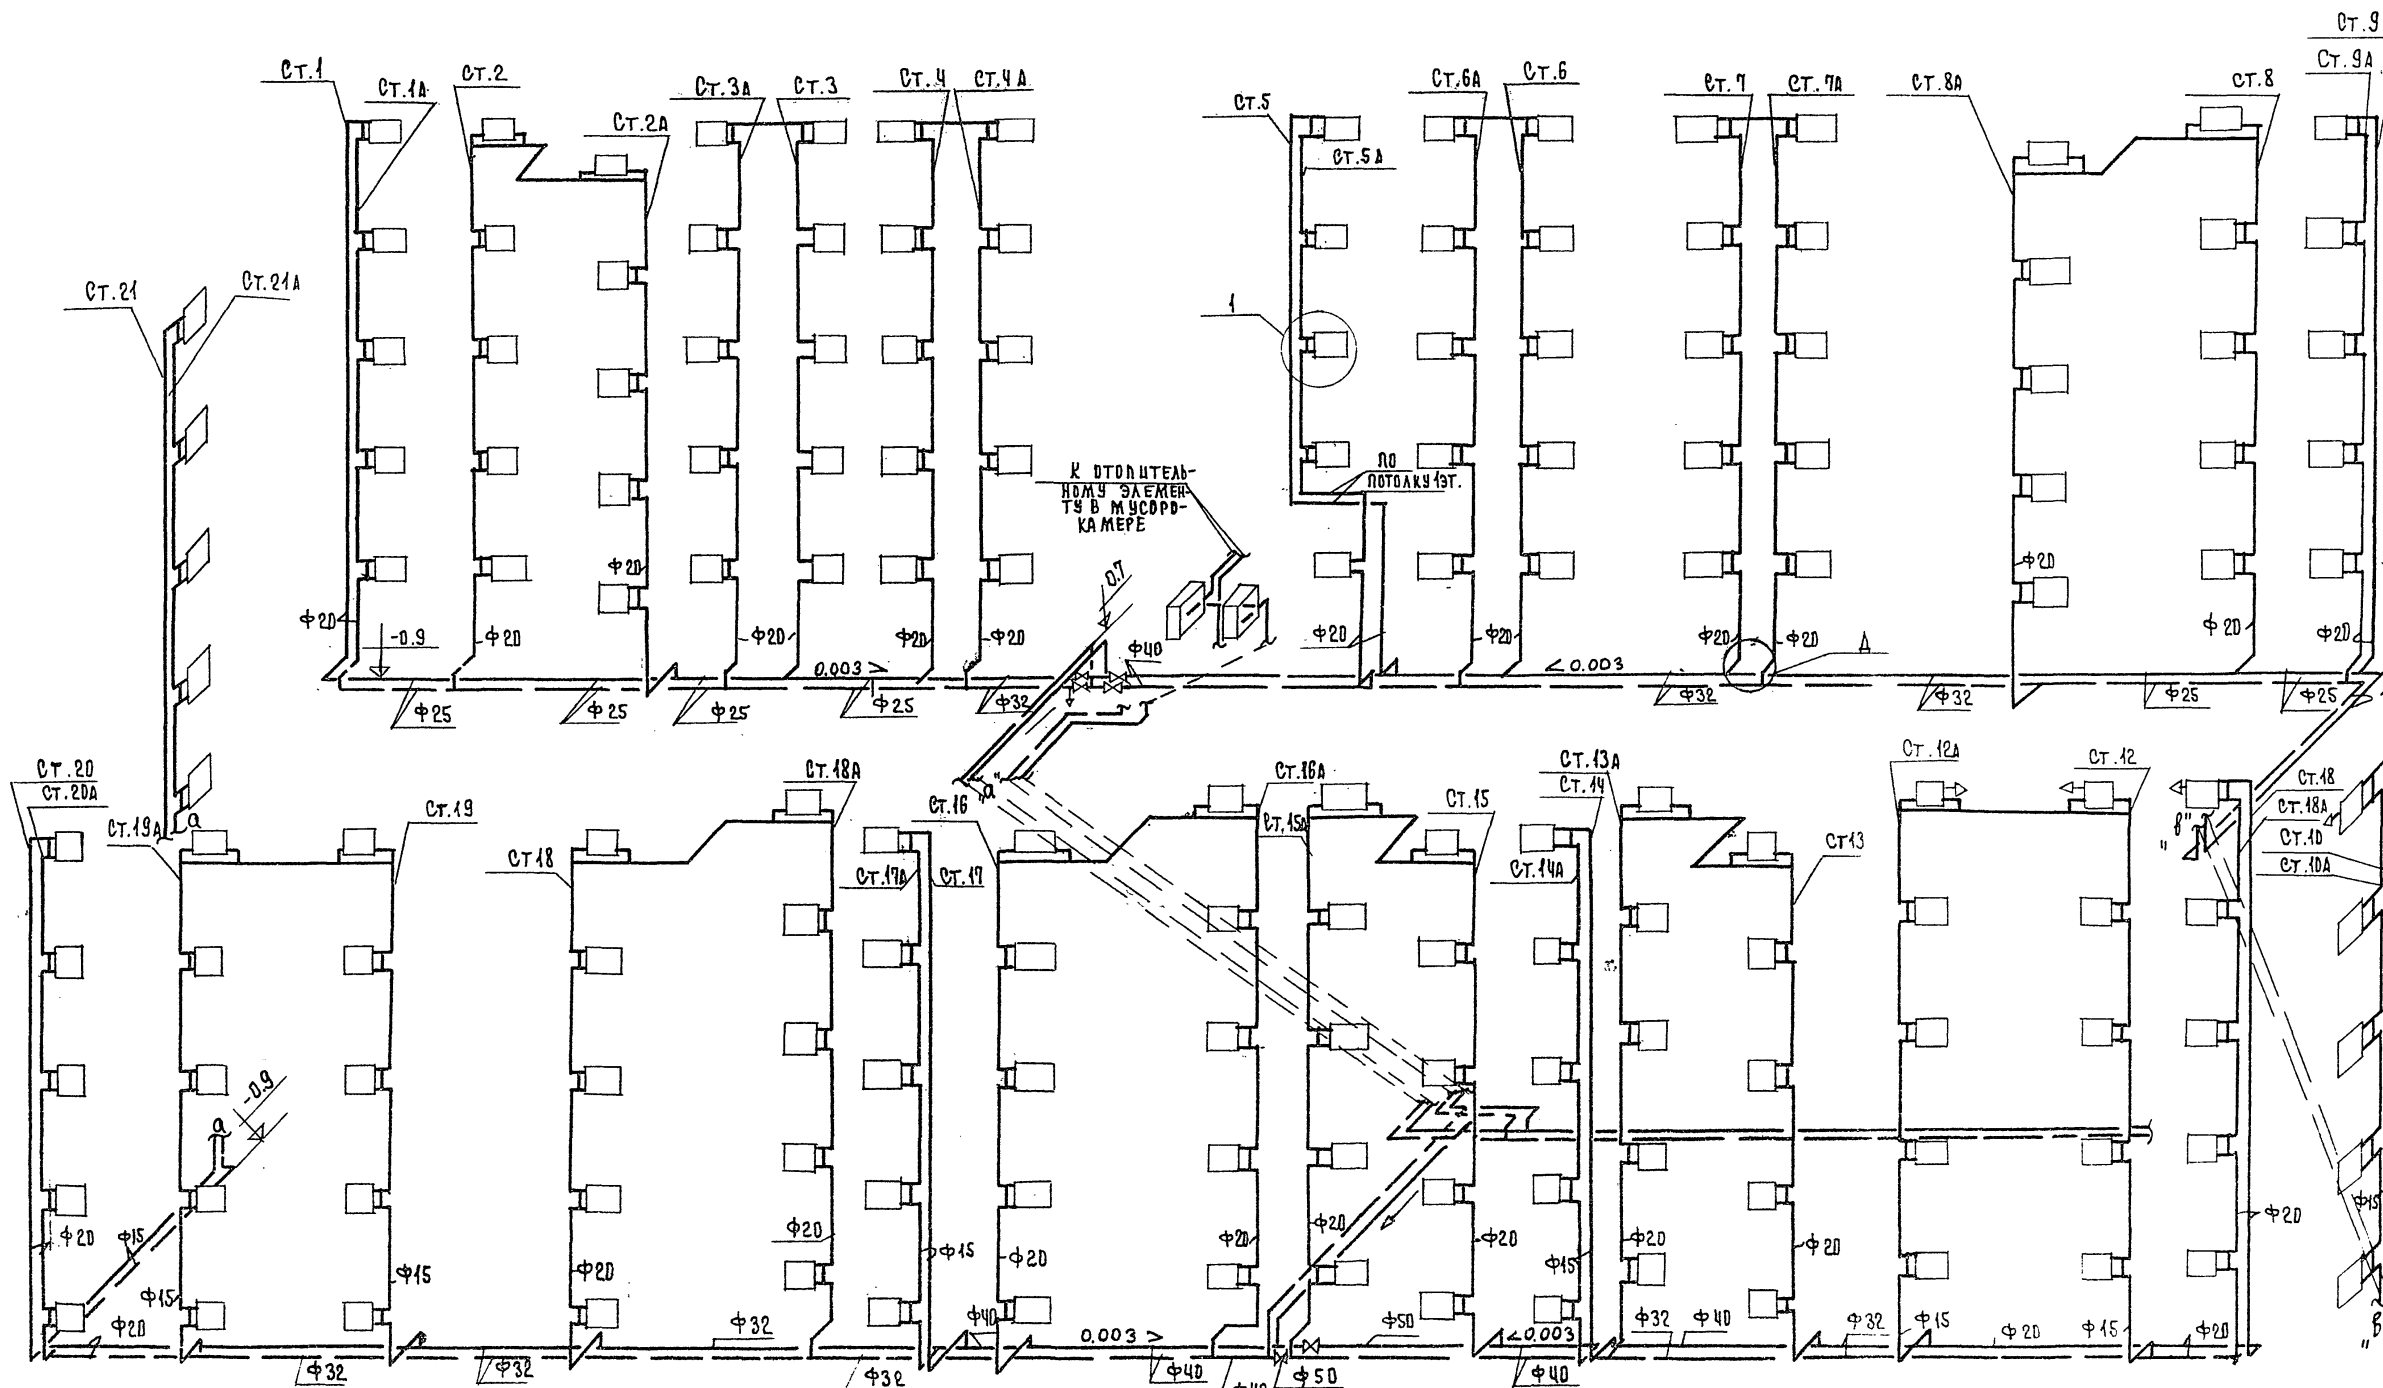 Ст.9
Ст.1
Ст.1А
Ст.2
Ст.2А
Ст.3А
Ст.3
Ст.4
Ст.4А
Ст.5
Ст.5А
Ст.6А
Ст.6
Ст.7
Ст.7А
Ст.8А
Ст.8
Ст.9А
Ст.21
Ст.21А
1
К ОТОПИТЕЛЬ-
НОМУ ЭЛЕМЕН-
ТУ В МУСОРО-
КАМЕРЕ
ПО
ПОТОЛКУ 1ЭТ.
Ф20
Ф20
0.7
Ф20
-0.9
Ф20
Ф20
Ф20
Ф20
Ф40
Ф20
Ф20
Ф20
Ф20
Ф20
Ф20
0.003 >
< 0.003
Д
Ф25
Ф25
Ф25
Ф25
Ф32
Ф32
Ф32
Ф25
Ф25
Ст.20
Ст.20А
Ст.19А
а
Ст.19
Ст18
Ст.18А
Ст.17А
Ст.17
Ст.16
"а"
Ст.16А
Ст.15А
Ст.15
Ст.13А
Ст.14
Ст.14А
Ст13
Ст.12А
Ст.12
"в"
Ст.18
Ст.18А
Ст.10
Ст.10А
-0.9
а
Ф20
Ф15
Ф15
Ф15
Ф20
Ф20
Ф15
Ф20
Ф20
Ф20
Ф20
Ф15
Ф20
Ф20
Ф15
Ф15
Ф20
Ф15
Ф20
Ф32
Ф40
0.003 >
Ф50
< 0.003
Ф32
Ф40
Ф32
Ф20
Ф20
"в
Ф32
Ф32
Ф32
Ф40
Ф40
Ф50
Ф40